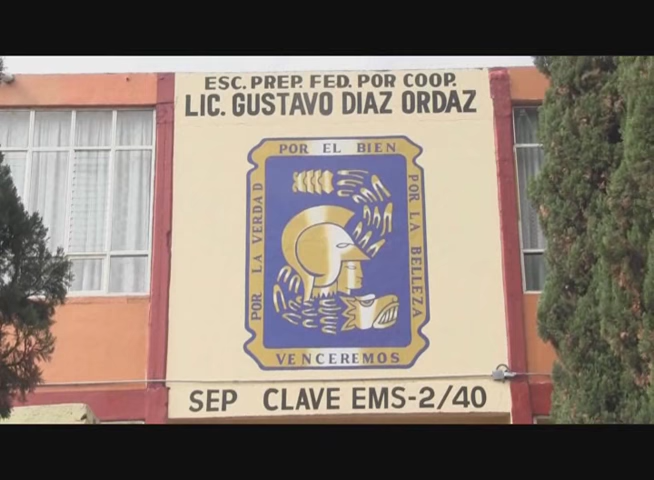 ESC. PREP. FED. POR COOP.
LIC. GUSTAVO DIAZ ORDAZ
POR EL BIEN
POR LA VERDAD
POR LA BELLEZA
VENCEREMOS
SEP CLAVE EMS-2/40